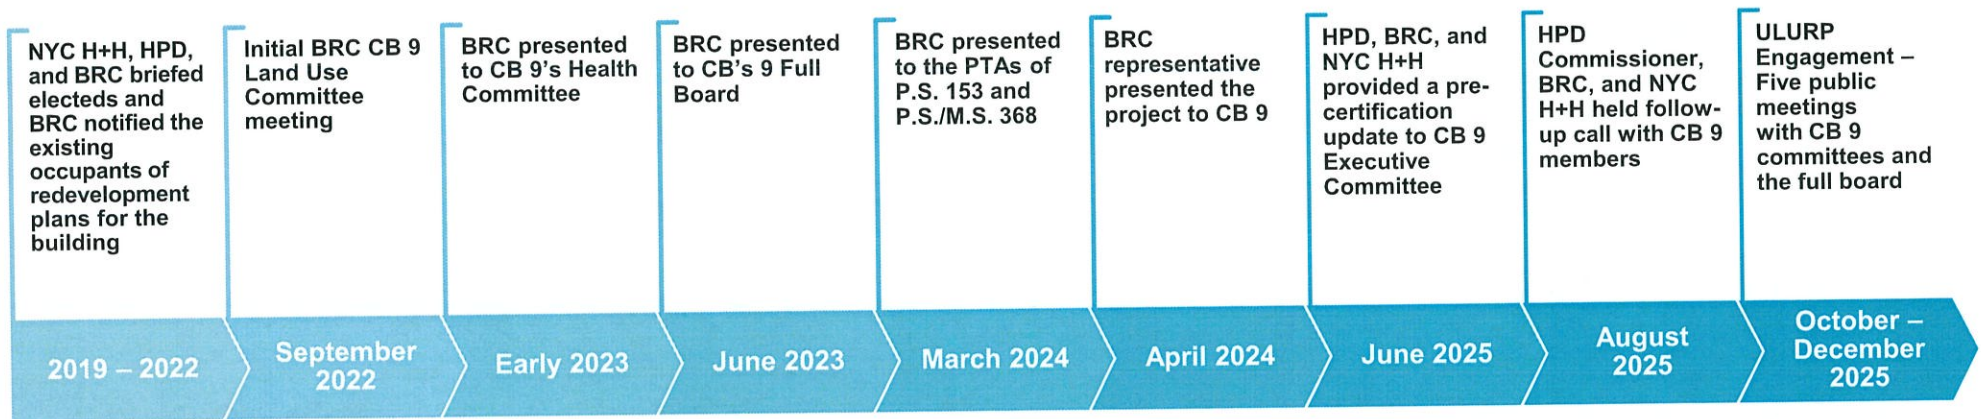 NYC H+H, HPD,
and BRC briefed
electeds and
BRC notified the
existing
occupants of
redevelopment
plans for the
building
Initial BRC CB 9
Land Use
Committee
meeting
BRC presented
to CB 9's Health
Committee
BRC presented
to CB's 9 Full
Board
BRC presented
to the PTAs of
P.S. 153 and
P.S./M.S. 368
BRC
representative
presented the
project to CB 9
HPD, BRC, and
NYC H+H
provided a pre-
certification
update to CB 9
Executive
Committee
HPD
Commissioner,
BRC, and NYC
H+H held follow-
up call with CB 9
members
ULURP
Engagement –
Five public
meetings
with CB 9
committees and
the full board
2019 – 2022
September
2022
Early 2023
June 2023
March 2024
April 2024
June 2025
August
2025
October –
December
2025